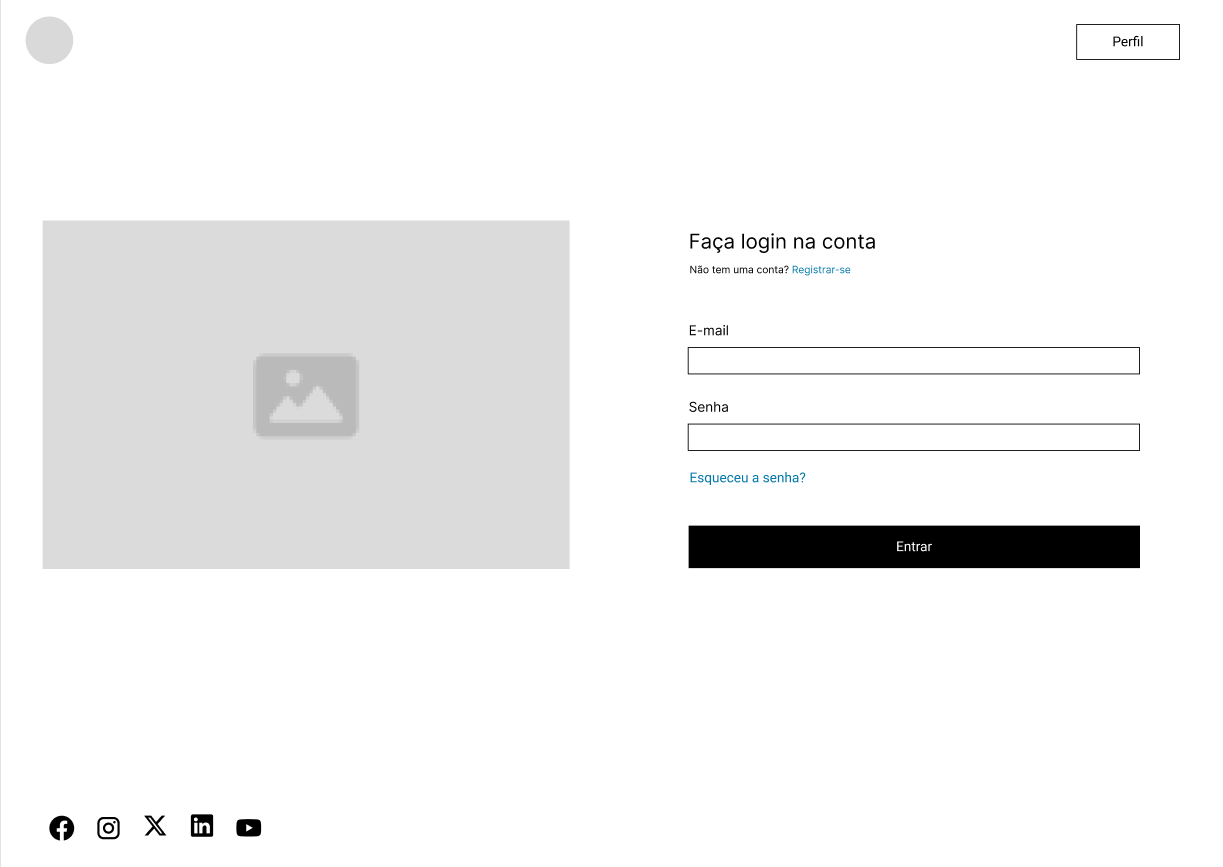 Perfil
Faça login na conta
Não tem uma conta? Registrar-se
E-mail
Senha
Esqueceu a senha?
Entrar